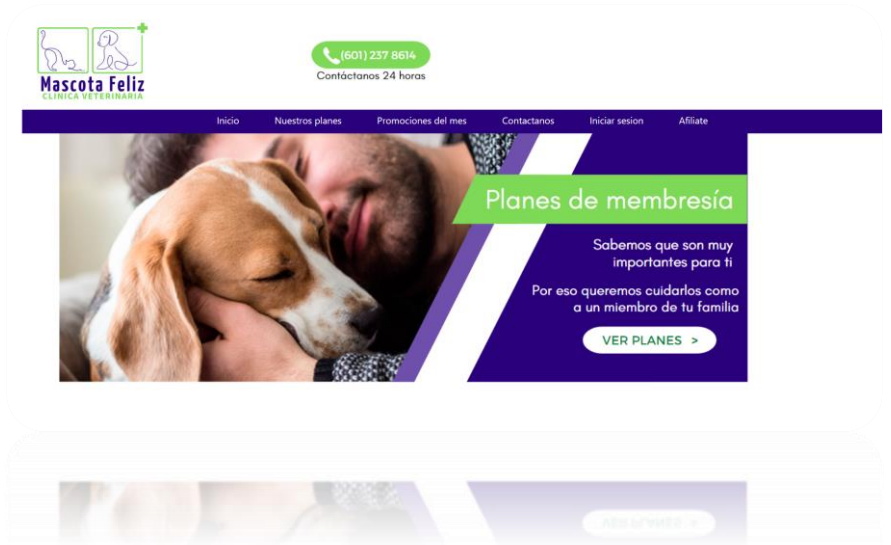 Mascota Feliz
CLINICA VETERINARIA
(601) 237 8614
Contáctanos 24 horas
Inicio Nuestros planes Promociones del mes Contactanos Iniciar sesion Afiliate
Planes de membresía
Sabemos que son muy
importantes para ti
Por eso queremos cuidarlos como
a un miembro de tu familia
VER PLANES >